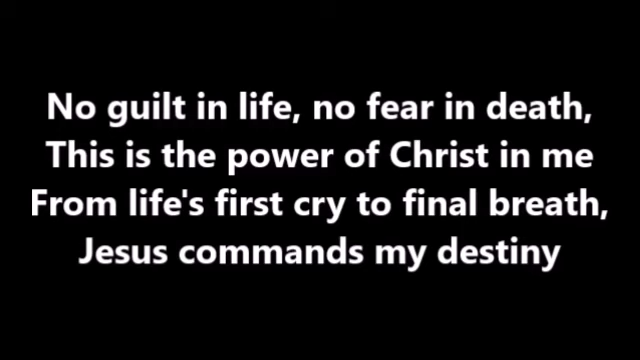 No guilt in life, no fear in death,
This is the power of Christ in me
From life's first cry to final breath,
Jesus commands my destiny